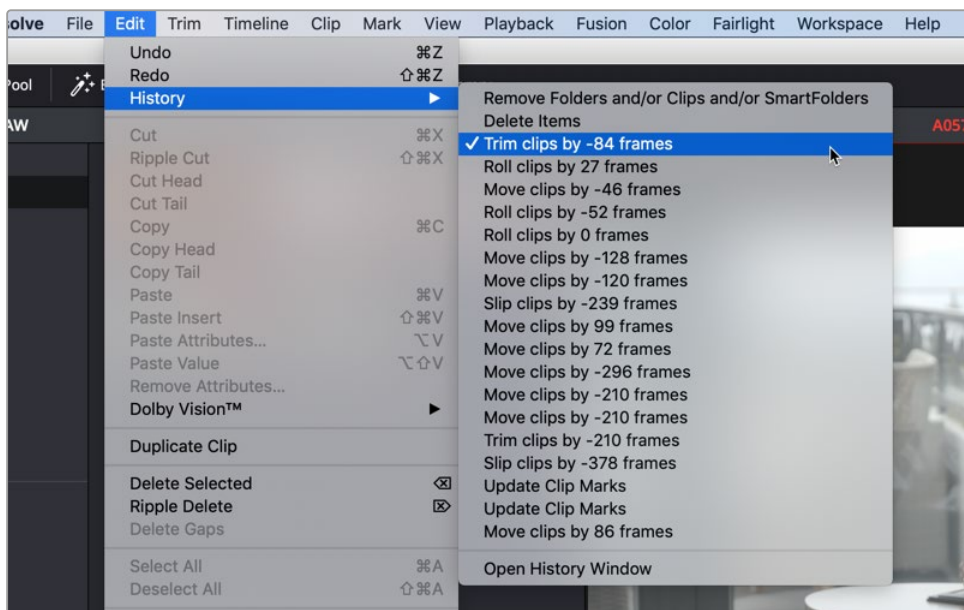 olve File Edit Trim Timeline Clip Mark View Playback Fusion Color Fairlight Workspace Help
Pool
AW
A057
Undo ⌘Z
Redo ⇧⌘Z
History ▶
Cut ⌘X
Ripple Cut ⇧⌘X
Cut Head
Cut Tail
Copy ⌘C
Copy Head
Copy Tail
Paste ⌘V
Paste Insert ⇧⌘V
Paste Attributes... ⌥V
Paste Value ⌥⇧V
Remove Attributes...
Dolby Vision™ ▶
Duplicate Clip
Delete Selected ⌫
Ripple Delete ⌦
Delete Gaps
Select All ⌘A
Deselect All ⇧⌘A
Remove Folders and/or Clips and/or SmartFolders
Delete Items
✓ Trim clips by -84 frames
Roll clips by 27 frames
Move clips by -46 frames
Roll clips by -52 frames
Roll clips by 0 frames
Move clips by -128 frames
Move clips by -120 frames
Slip clips by -239 frames
Move clips by 99 frames
Move clips by 72 frames
Move clips by -296 frames
Move clips by -210 frames
Move clips by -210 frames
Trim clips by -210 frames
Slip clips by -378 frames
Update Clip Marks
Update Clip Marks
Move clips by 86 frames
Open History Window